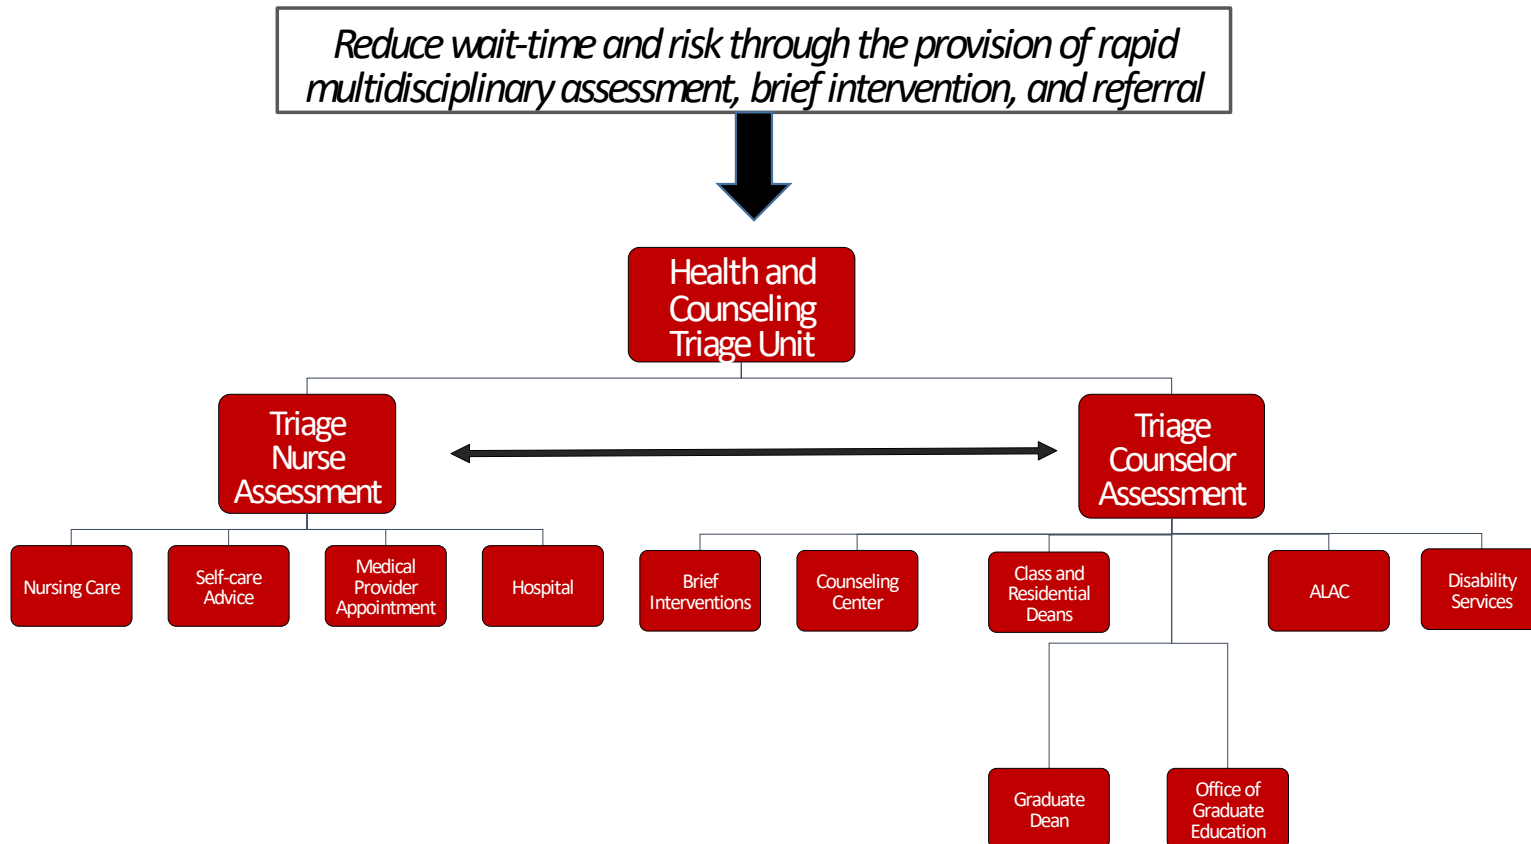 Reduce wait-time and risk through the provision of rapid
multidisciplinary assessment, brief intervention, and referral
Health and
Counseling
Triage Unit
Triage
Nurse
Assessment
Triage
Counselor
Assessment
Nursing Care
Self-care
Advice
Medical
Provider
Appointment
Hospital
Brief
Interventions
Counseling
Center
Class and
Residential
Deans
ALAC
Disability
Services
Graduate
Dean
Office of
Graduate
Education